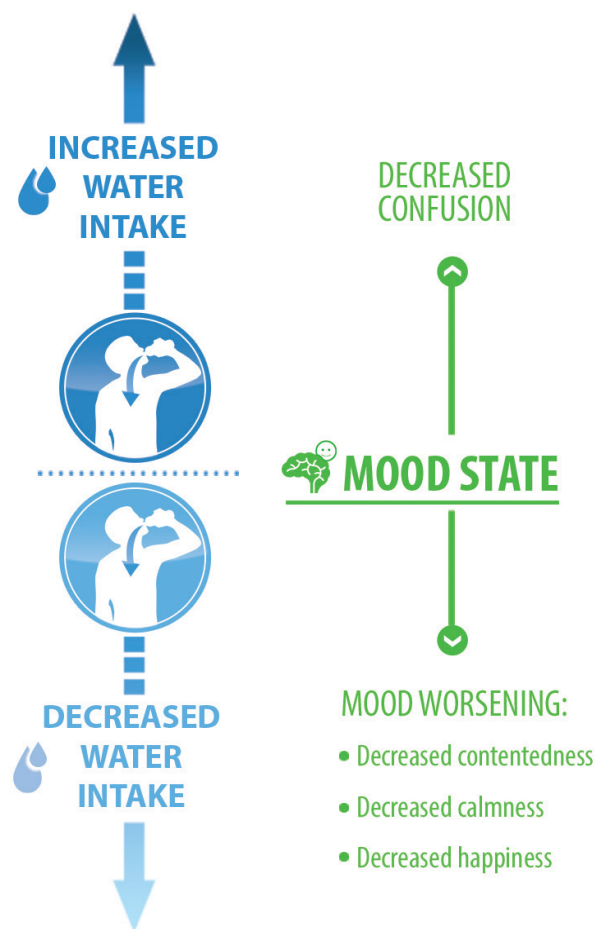 INCREASED
WATER
INTAKE
DECREASED
CONFUSION
MOOD STATE
DECREASED
WATER
INTAKE
MOOD WORSENING:
• Decreased contentedness
• Decreased calmness
• Decreased happiness